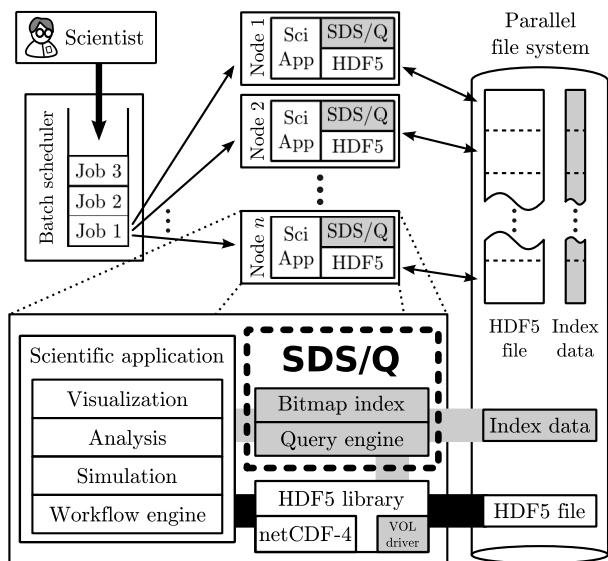 Scientist
Batch scheduler
Job 3
Job 2
Job 1
Node 1
Sci
App
SDS/Q
HDF5
Node 2
Sci
App
SDS/Q
HDF5
Node n
Sci
App
SDS/Q
HDF5
Parallel
file system
HDF5
file
Index
data
Scientific application
Visualization
Analysis
Simulation
Workflow engine
SDS/Q
Bitmap index
Query engine
HDF5 library
netCDF-4
VOL
driver
Index data
HDF5 file